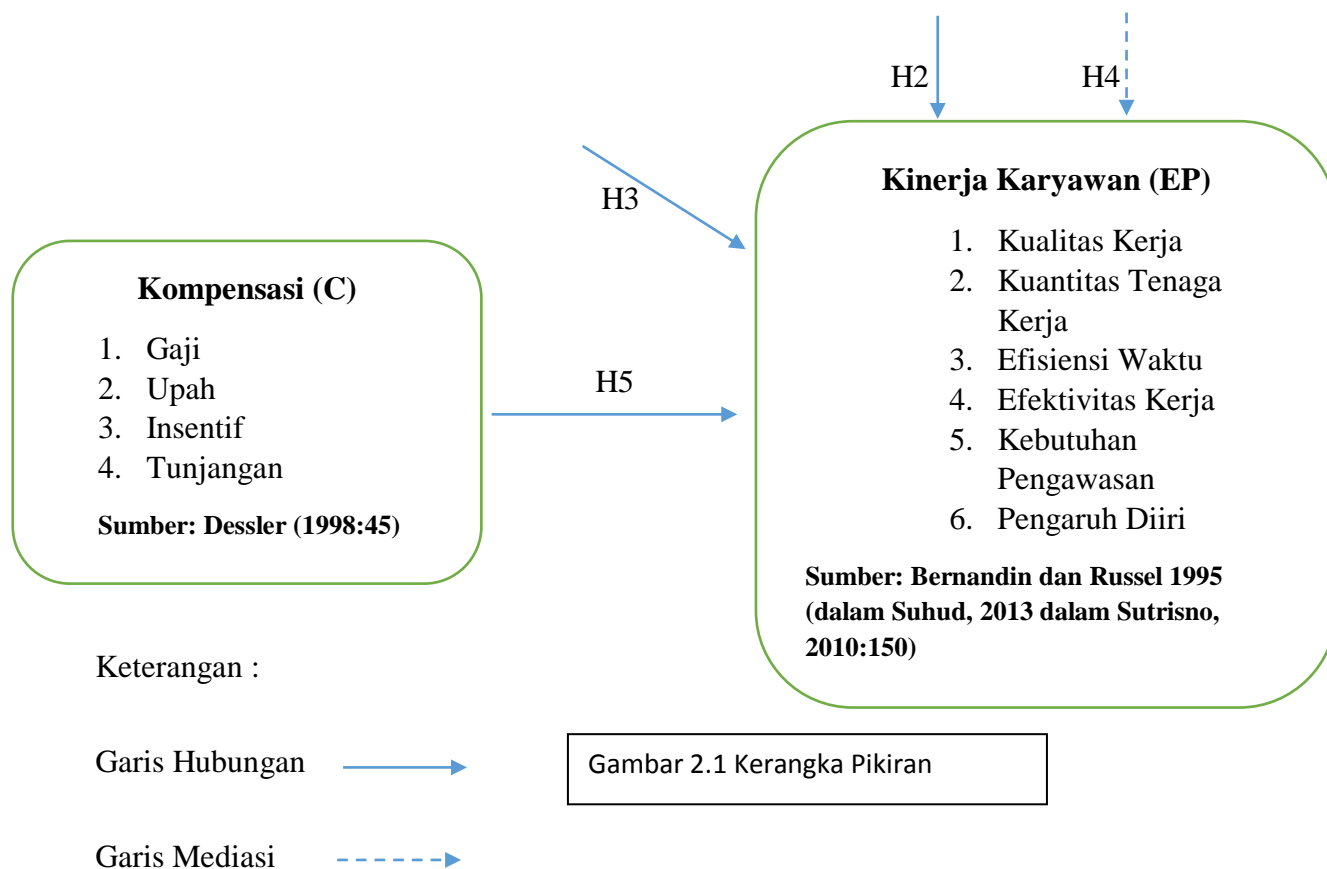 H2
H4
H3
Kompensasi (C)
1. Gaji
2. Upah
3. Insentif
4. Tunjangan
Sumber: Dessler (1998:45)
H5
Kinerja Karyawan (EP)
1. Kualitas Kerja
2. Kuantitas Tenaga
Kerja
3. Efisiensi Waktu
4. Efektivitas Kerja
5. Kebutuhan
Pengawasan
6. Pengaruh Diiri
Sumber: Bernandin dan Russel 1995
(dalam Suhud, 2013 dalam Sutrisno,
2010:150)
Keterangan :
Garis Hubungan
Gambar 2.1 Kerangka Pikiran
Garis Mediasi